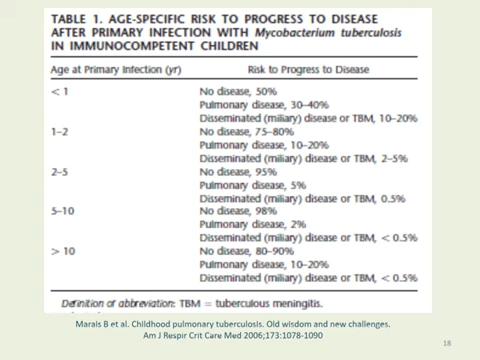 TABLE 1. AGE-SPECIFIC RISK TO PROGRESS TO DISEASE
AFTER PRIMARY INFECTION WITH Mycobacterium tuberculosis
IN IMMUNOCOMPETENT CHILDREN
Age at Primary Infection (yr) Risk to Progress to Disease
< 1 No disease, 50%
Pulmonary disease, 30–40%
Disseminated (miliary) disease or TBM, 10–20%
1–2 No disease, 75–80%
Pulmonary disease, 10–20%
Disseminated (miliary) disease or TBM, 2–5%
2–5 No disease, 95%
Pulmonary disease, 5%
Disseminated (miliary) disease or TBM, 0.5%
5–10 No disease, 98%
Pulmonary disease, 2%
Disseminated (miliary) disease or TBM, < 0.5%
> 10 No disease, 80–90%
Pulmonary disease, 10–20%
Disseminated (miliary) disease or TBM, < 0.5%
Definition of abbreviation: TBM = tuberculous meningitis.
Marais B et al. Childhood pulmonary tuberculosis. Old wisdom and new challenges.
Am J Respir Crit Care Med 2006;173:1078-1090
18